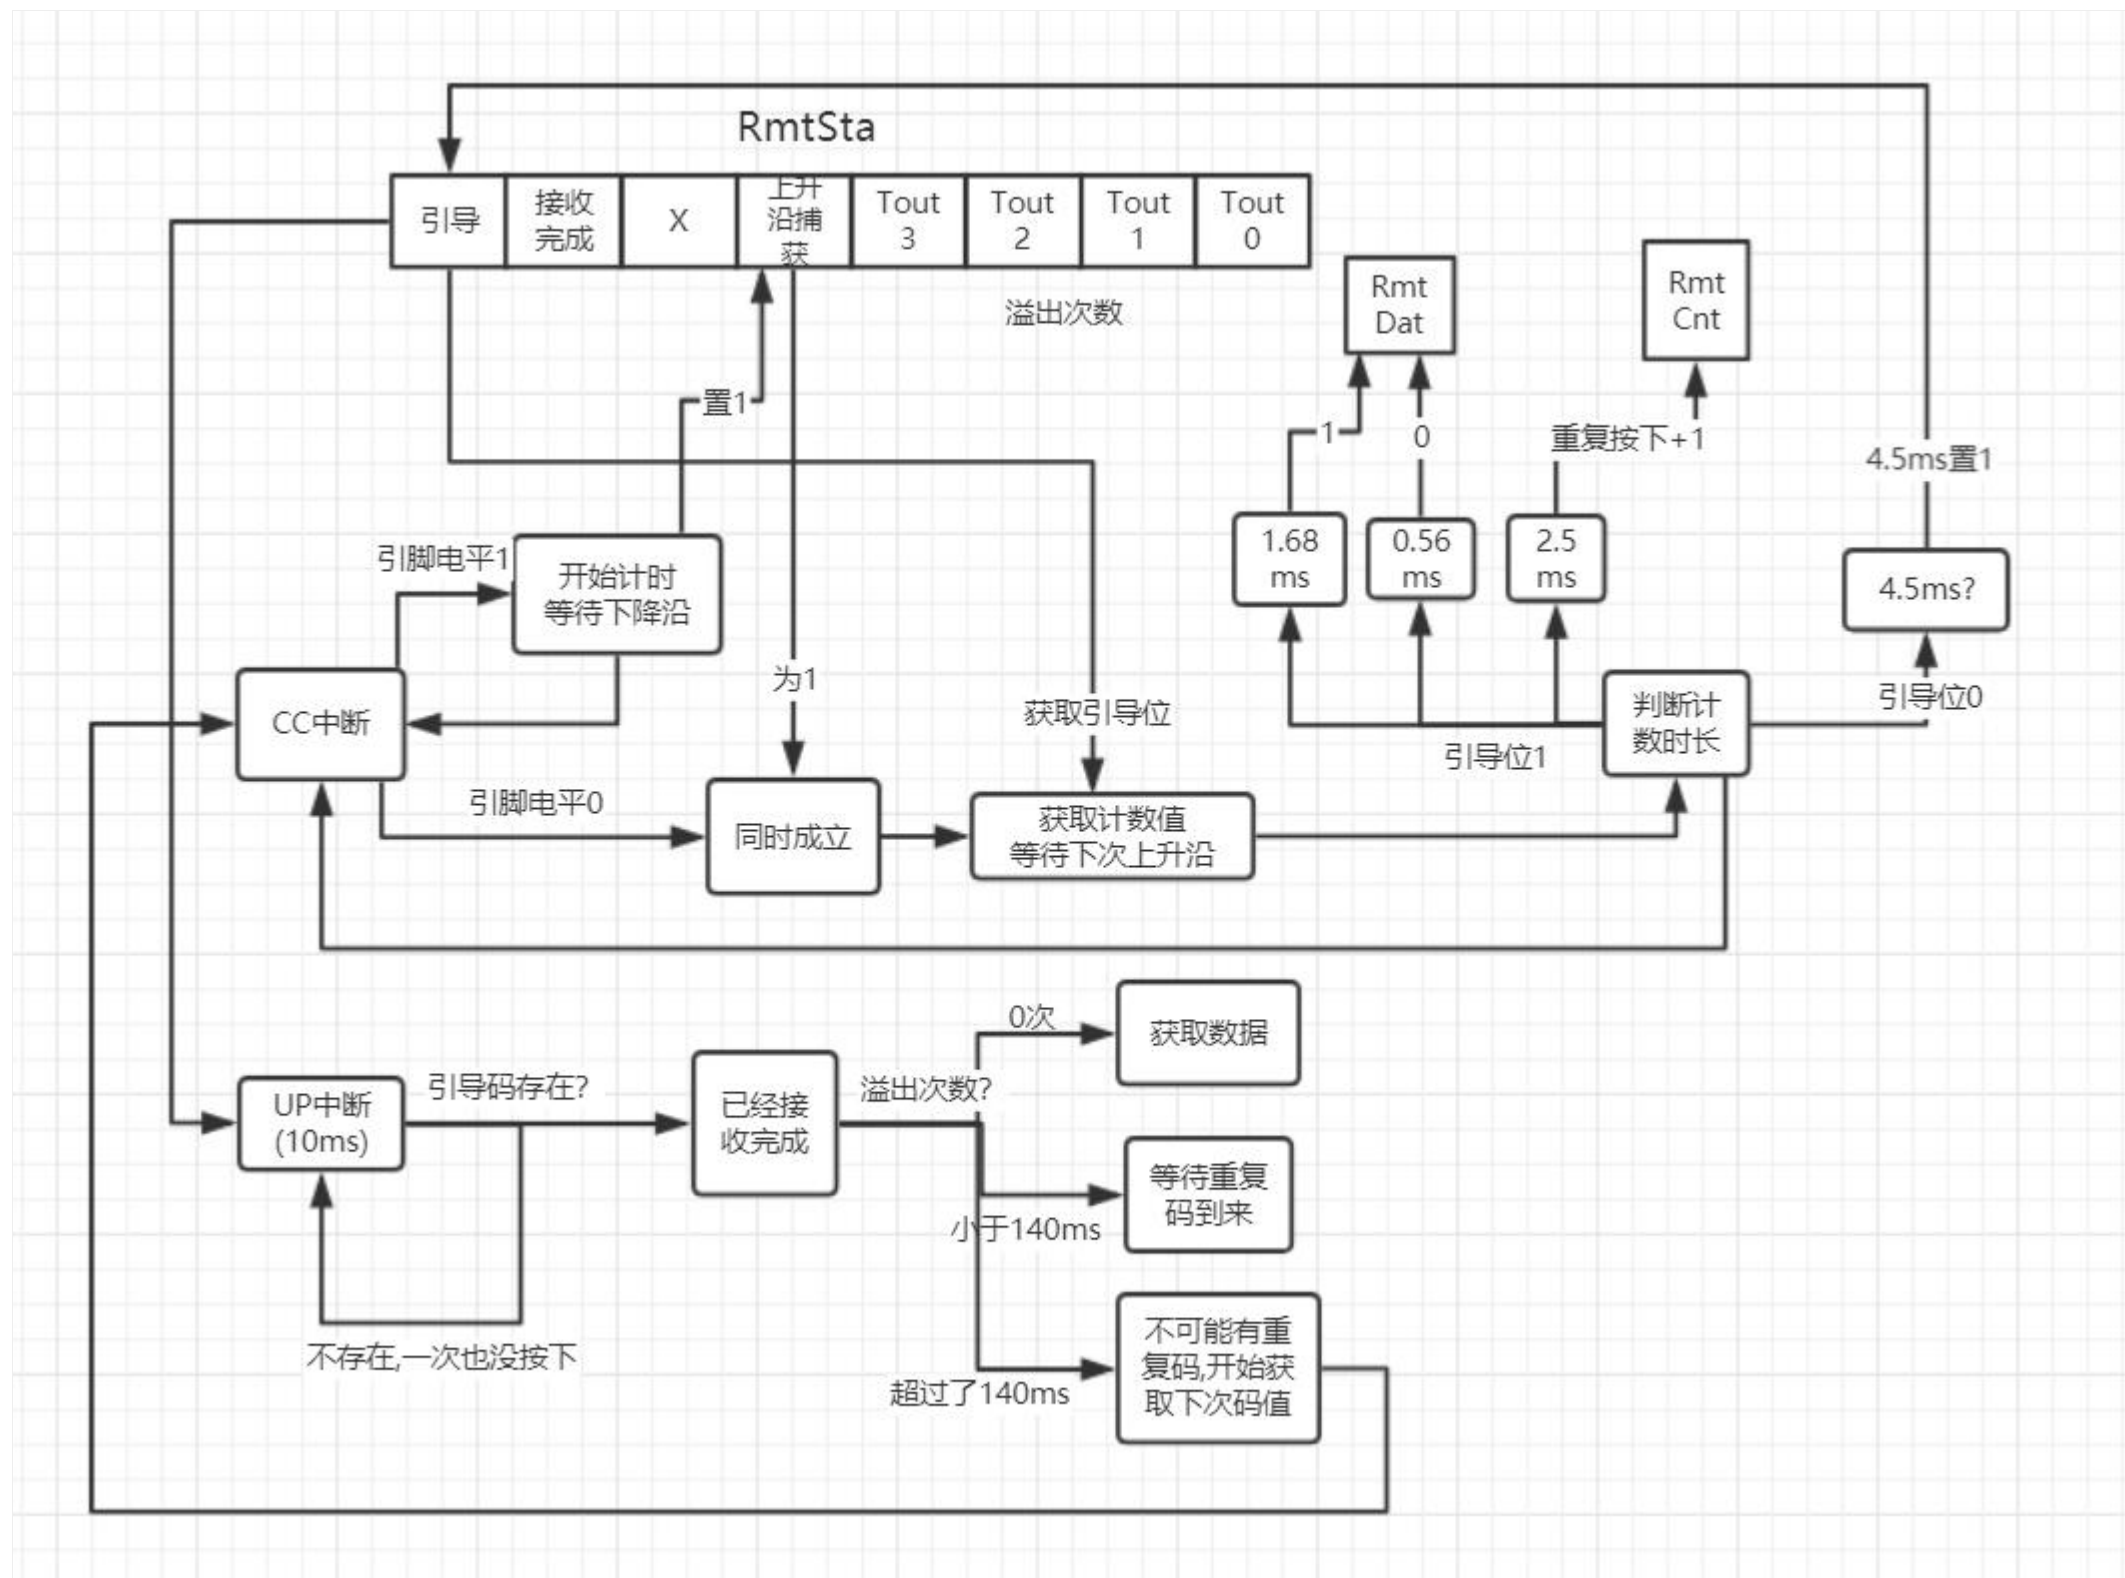 RmtSta
引导
接收
完成
X
上升
沿捕
获
Tout
3
Tout
2
Tout
1
Tout
0
溢出次数
Rmt
Dat
Rmt
Cnt
置1
1
0
重复按下+1
4.5ms置1
引脚电平1
开始计时
等待下降沿
1.68
ms
0.56
ms
2.5
ms
4.5ms?
CC中断
为1
获取引导位
引导位1
判断计
数时长
引导位0
引脚电平0
同时成立
获取计数值
等待下次上升沿
UP中断
(10ms)
引导码存在?
不存在,一次也没按下
已经接
收完成
溢出次数?
0次
获取数据
小于140ms
等待重复
码到来
超过了140ms
不可能有重
复码,开始获
取下次码值